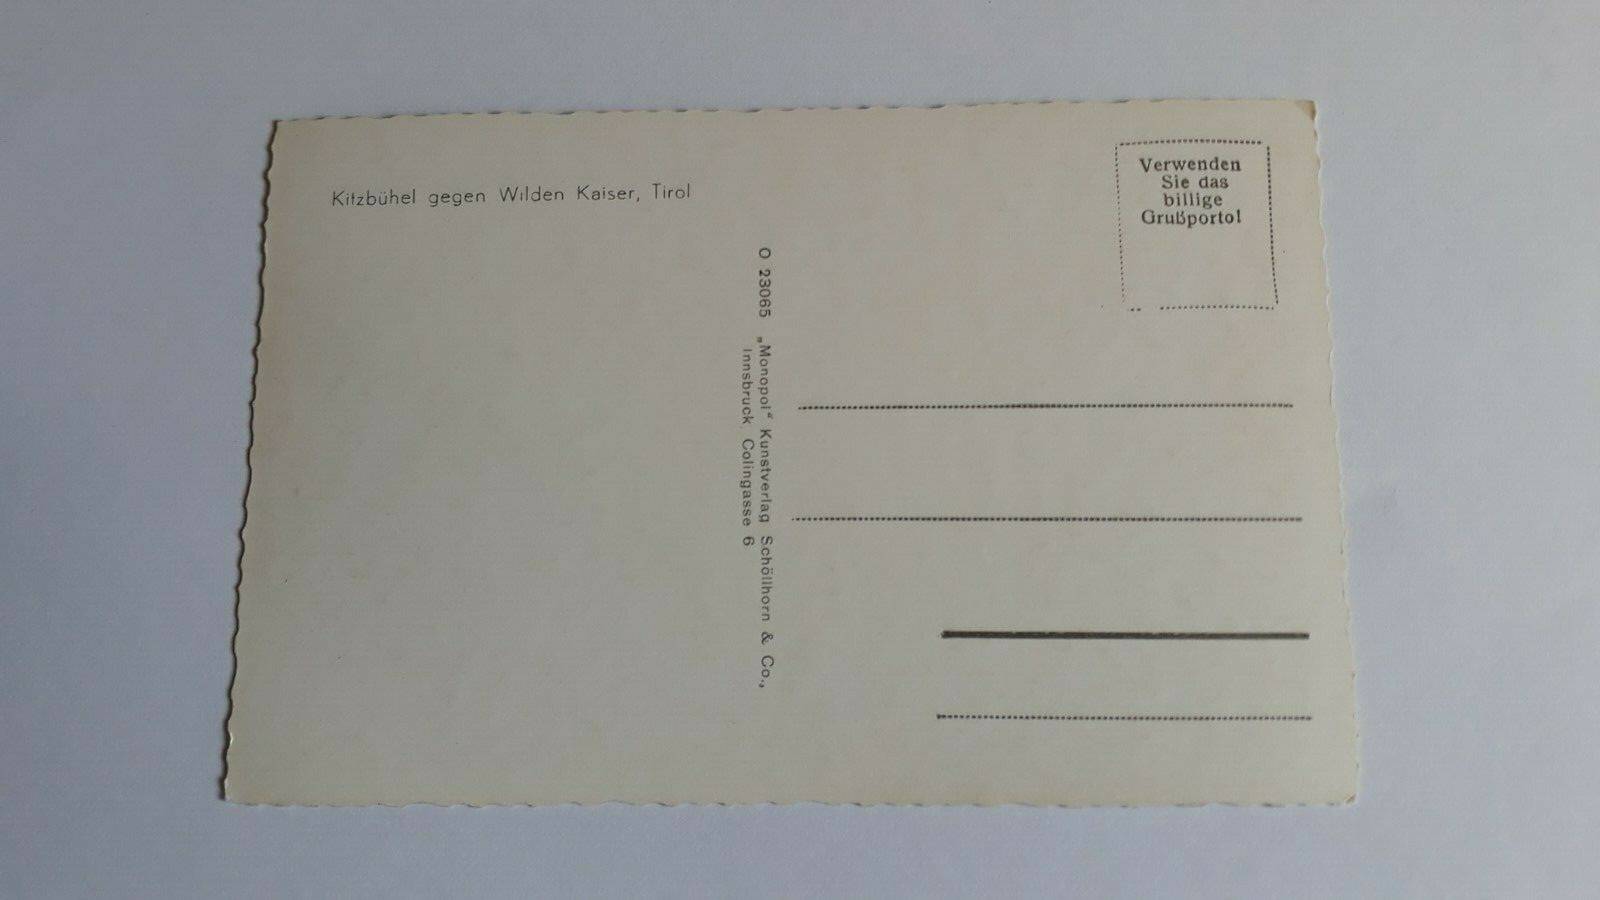 Kitzbühel gegen Wilden Kaiser, Tirol
Verwenden
Sie das
billige
Grußporto!
O 23065 „Monopol“ Kunstverlag Schöllhorn & Co.,
Innsbruck Colingasse 6